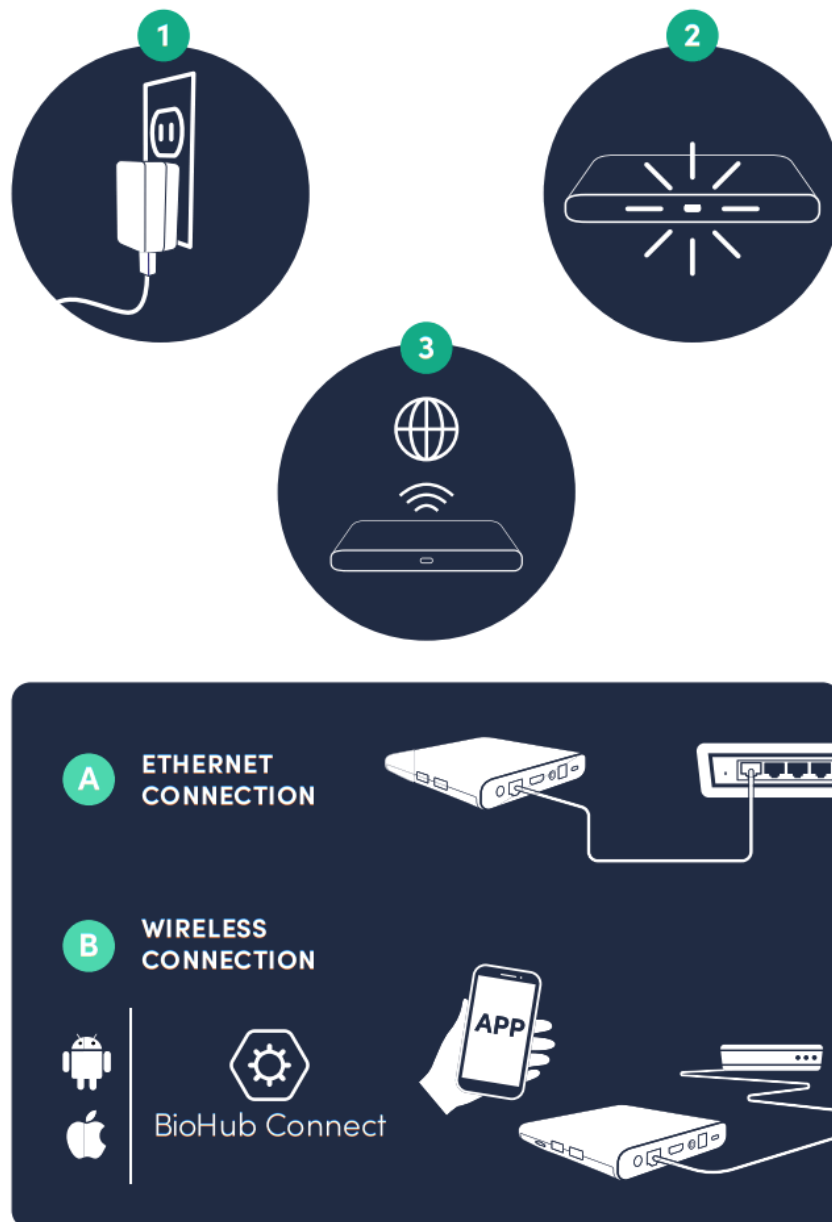 1
2
3
A
ETHERNET
CONNECTION
B
WIRELESS
CONNECTION
APP
BioHub Connect